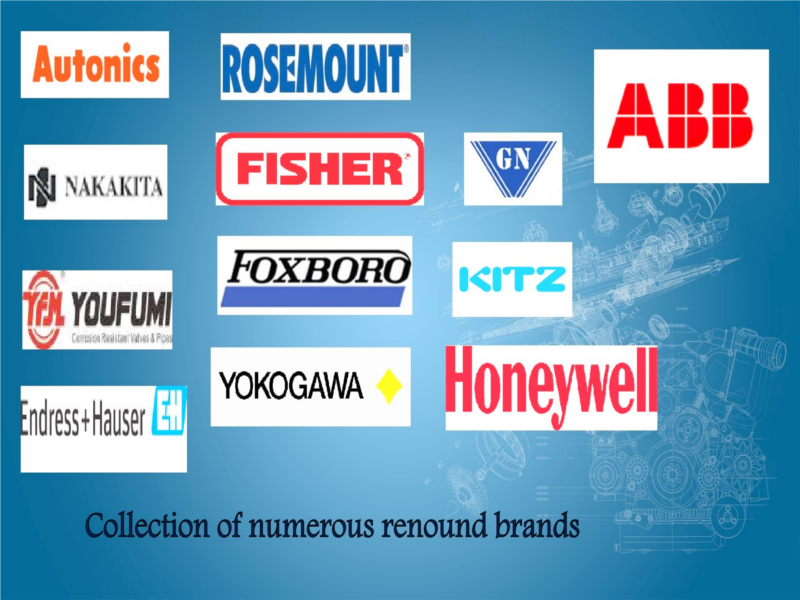 Autonics
ROSEMOUNT®
ABB
NAKAKITA
FISHER®
GN
YFM® YOUFUMI
Corrosion Resistant Valves & Pipes
FOXBORO
KITZ
Endress+Hauser EH
YOKOGAWA
Honeywell
Collection of numerous renound brands